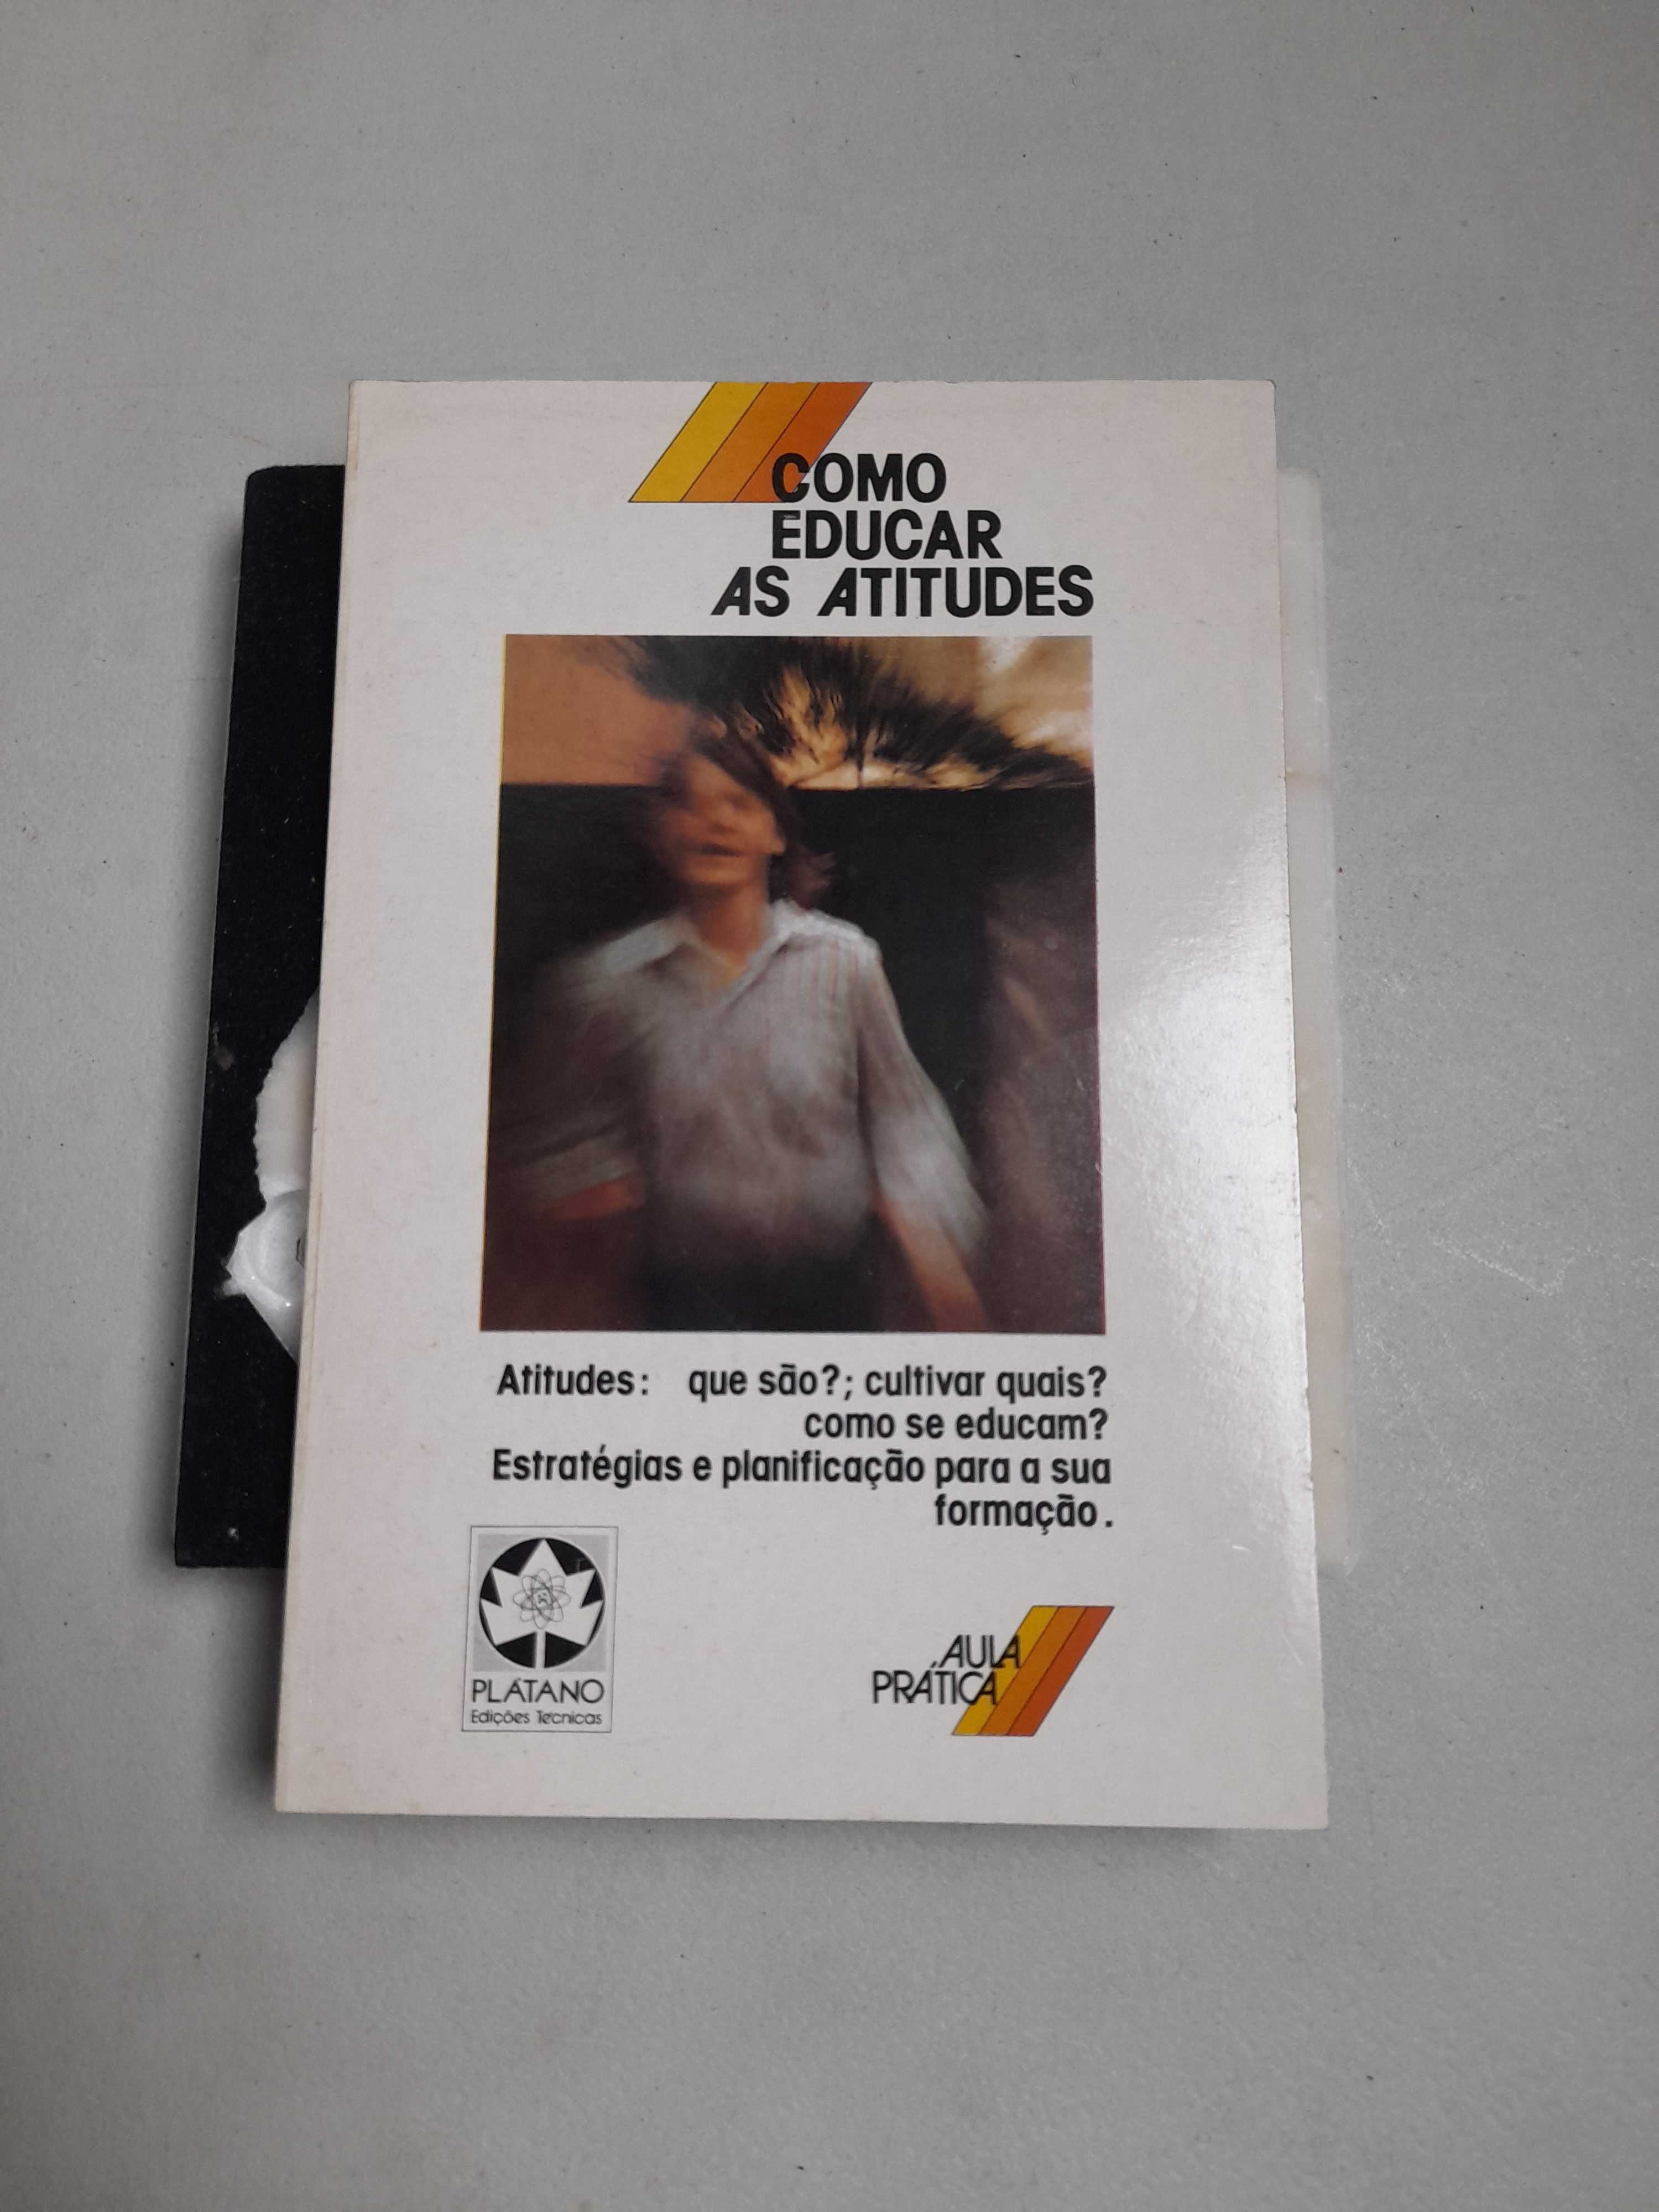 COMO
EDUCAR
AS ATITUDES
Atitudes: que são?; cultivar quais?
como se educam?
Estratégias e planificação para a sua
formação.
PLÁTANO
Edições Técnicas
AULA
PRÁTICA